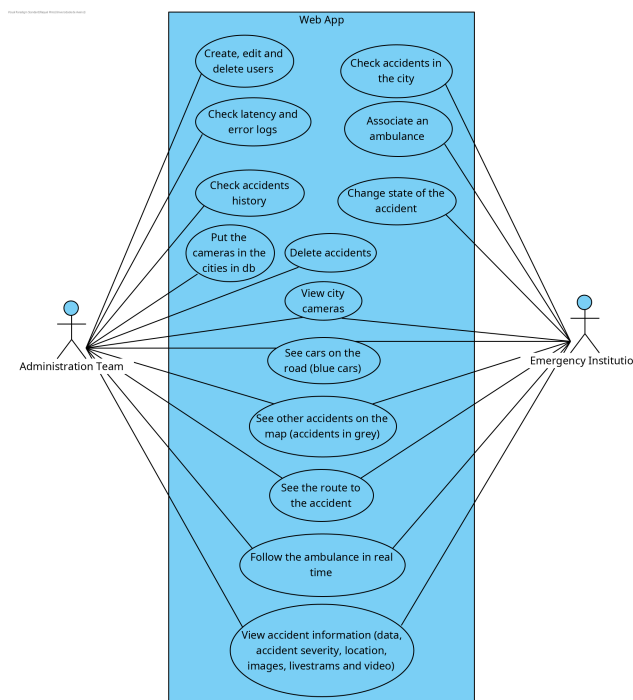 Web App
Create, edit and
delete users
Check accidents in
the city
Check latency and
error logs
Associate an
ambulance
Check accidents
history
Change state of the
accident
Put the
cameras in the
cities in db
Delete accidents
View city
cameras
See cars on the
road (blue cars)
Administration Team
Emergency Institutio
See other accidents on the
map (accidents in grey)
See the route to
the accident
Follow the ambulance in real
time
View accident information (data,
accident severity, location,
images, livestrams and video)